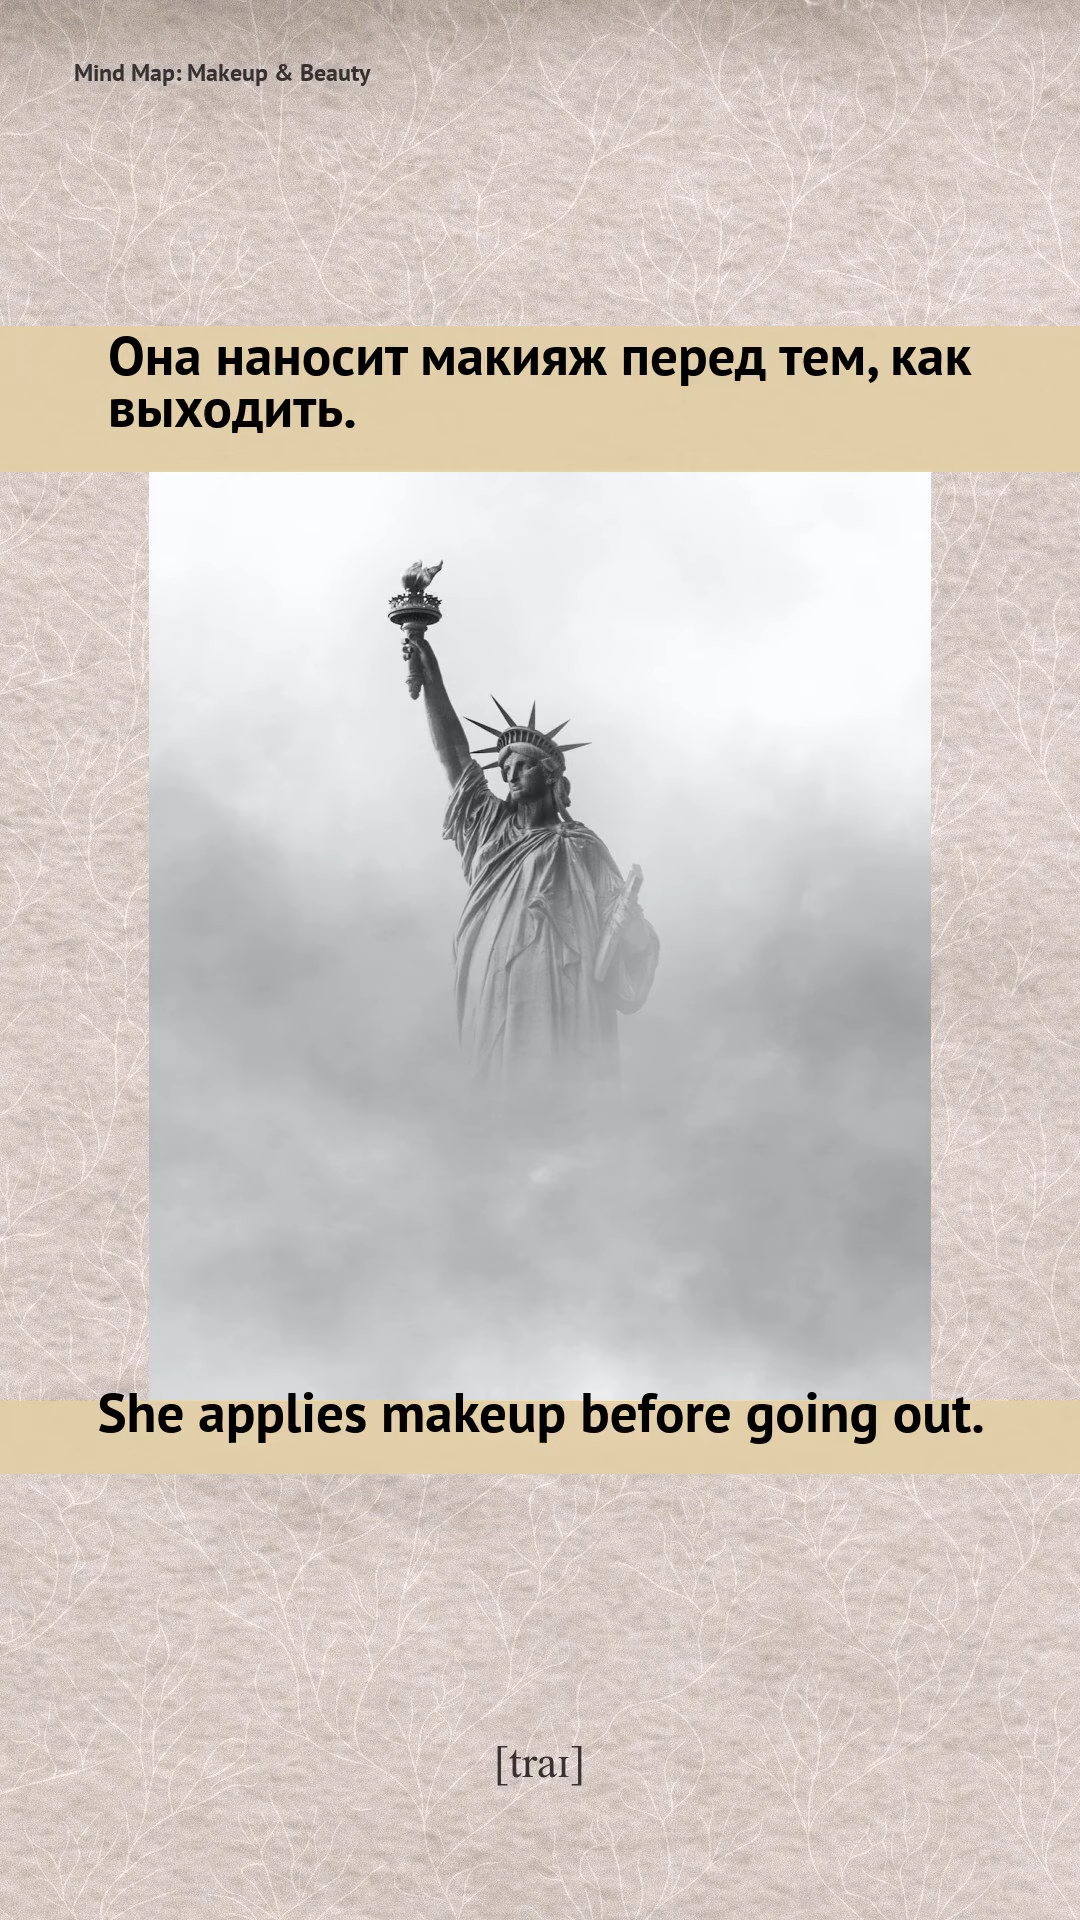 Mind Map: Makeup & Beauty
Она наносит макияж перед тем, как
выходить.
She applies makeup before going out.
[traɪ]